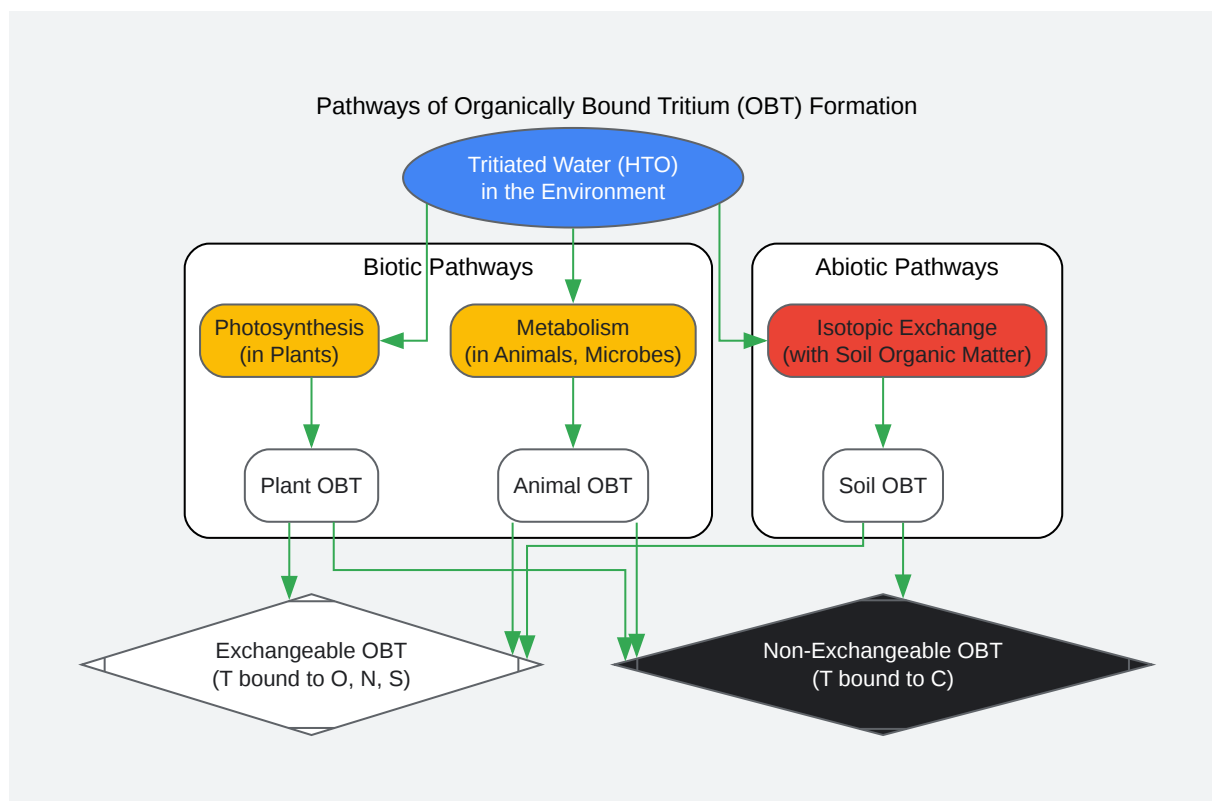 Pathways of Organically Bound Tritium (OBT) Formation
Tritiated Water (HTO)
in the Environment
Biotic Pathways
Abiotic Pathways
Photosynthesis
(in Plants)
Metabolism
(in Animals, Microbes)
Isotopic Exchange
(with Soil Organic Matter)
Plant OBT
Animal OBT
Soil OBT
Exchangeable OBT
(T bound to O, N, S)
Non-Exchangeable OBT
(T bound to C)